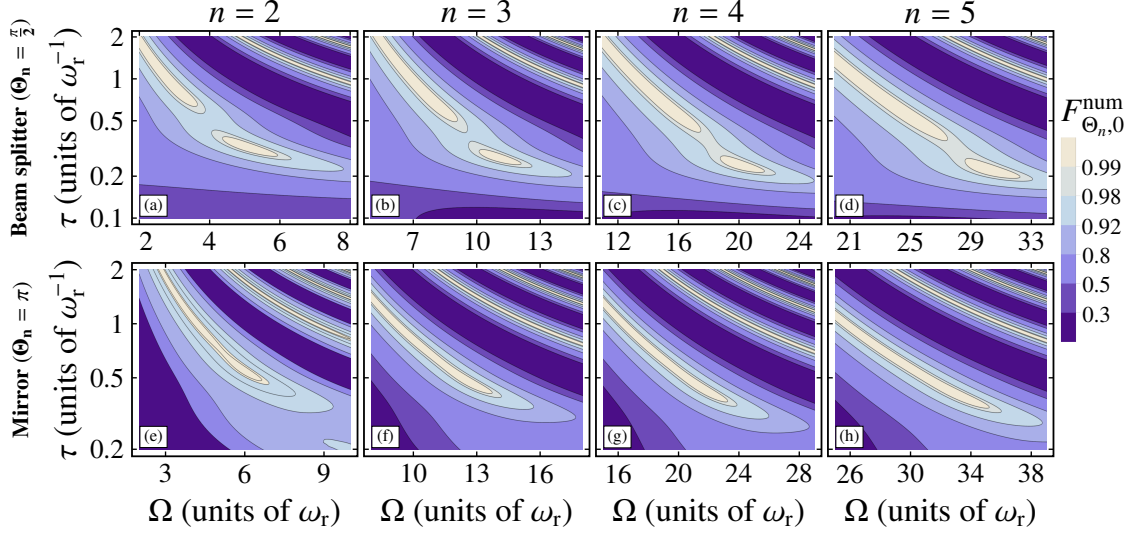 n = 2
n = 3
n = 4
n = 5
Beam splitter (Θₙ = π/2)
τ (units of ωᵣ⁻¹)
2
1
0.5
0.2
0.1
(a)
(b)
(c)
(d)
2 4 6 8
7 10 13
11 14 17 20 23
21 25 29 33
F^num_Θₙ,0
0.99
0.98
0.92
0.8
0.5
0.3
Mirror (Θₙ = π)
τ (units of ωᵣ⁻¹)
2
1
0.5
0.2
(e)
(f)
(g)
(h)
3 6 9
10 13 16
16 20 24 28
26 30 34 38
Ω (units of ωᵣ)
Ω (units of ωᵣ)
Ω (units of ωᵣ)
Ω (units of ωᵣ)